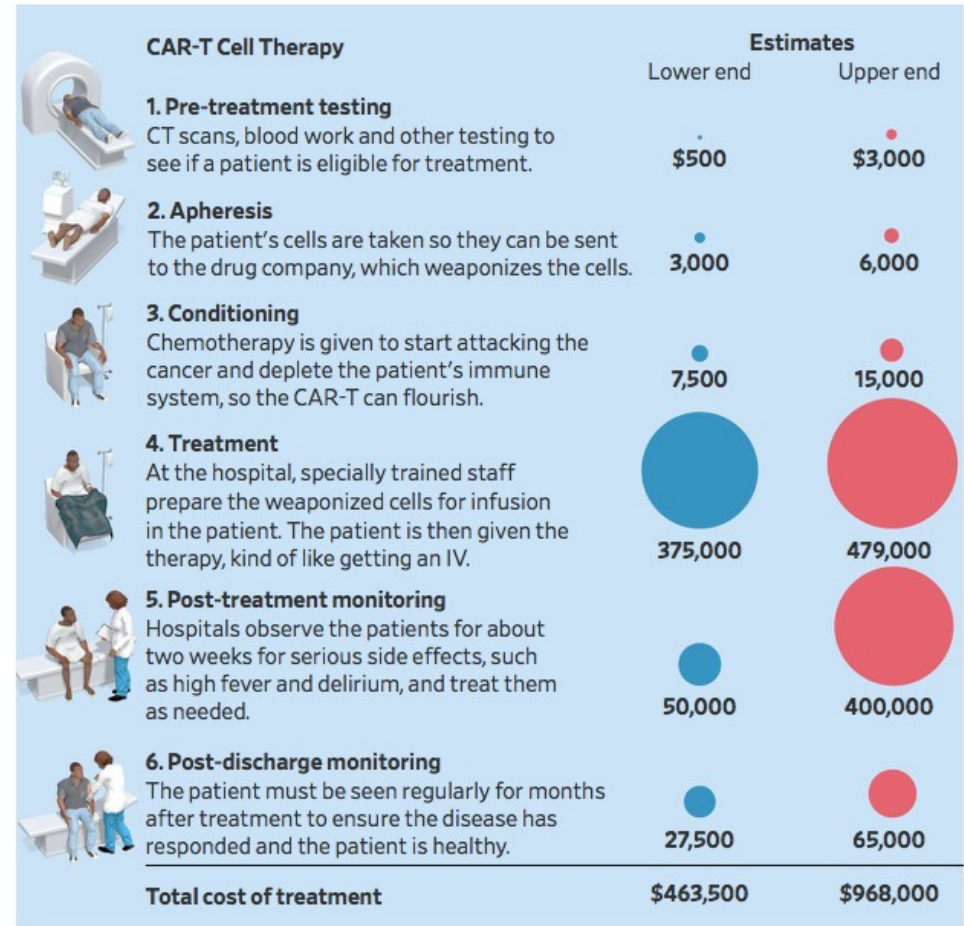 CAR-T Cell Therapy
Estimates
Lower end
Upper end
1. Pre-treatment testing
CT scans, blood work and other testing to
see if a patient is eligible for treatment.
$500
$3,000
2. Apheresis
The patient's cells are taken so they can be sent
to the drug company, which weaponizes the cells.
3,000
6,000
3. Conditioning
Chemotherapy is given to start attacking the
cancer and deplete the patient's immune
system, so the CAR-T can flourish.
7,500
15,000
4. Treatment
At the hospital, specially trained staff
prepare the weaponized cells for infusion
in the patient. The patient is then given the
therapy, kind of like getting an IV.
375,000
479,000
5. Post-treatment monitoring
Hospitals observe the patients for about
two weeks for serious side effects, such
as high fever and delirium, and treat them
as needed.
50,000
400,000
6. Post-discharge monitoring
The patient must be seen regularly for months
after treatment to ensure the disease has
responded and the patient is healthy.
27,500
65,000
Total cost of treatment
$463,500
$968,000